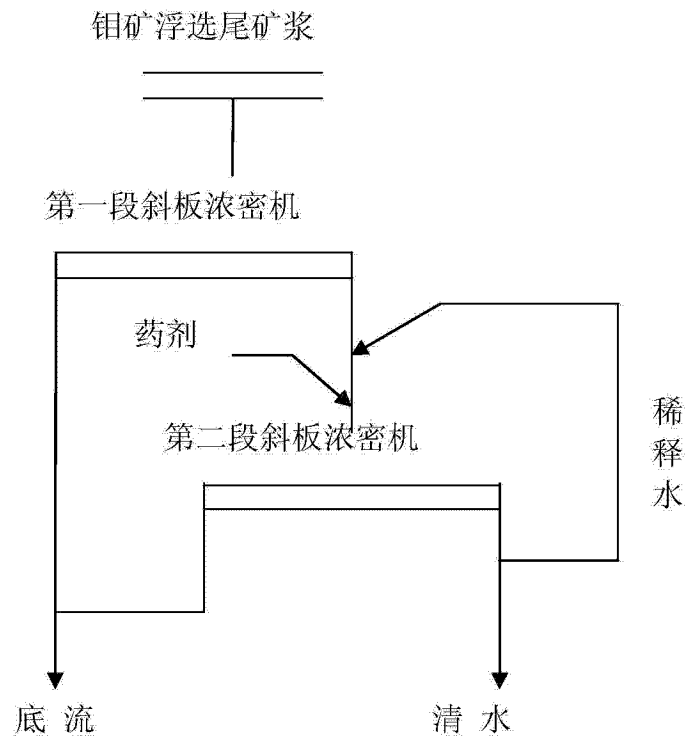 钼矿浮选尾矿浆
第一段斜板浓密机
药剂
第二段斜板浓密机
稀释水
底流
清水